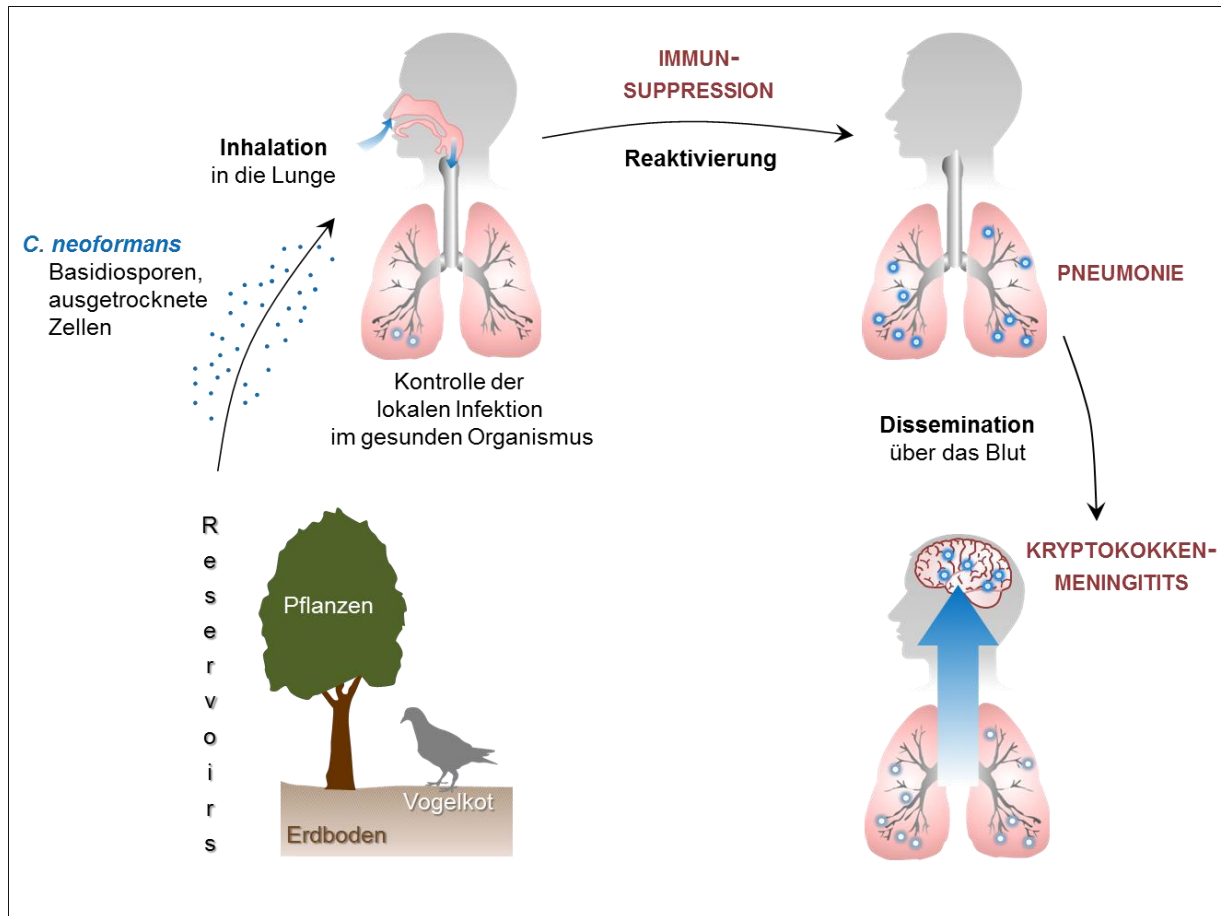 IMMUN-
SUPPRESSION
Reaktivierung
Inhalation
in die Lunge
C. neoformans
Basidiosporen,
ausgetrocknete
Zellen
Kontrolle der
lokalen Infektion
im gesunden Organismus
PNEUMONIE
Dissemination
über das Blut
KRYPTOKOKKEN-
MENINGITITS
Reservoirs
Pflanzen
Vogelkot
Erdboden